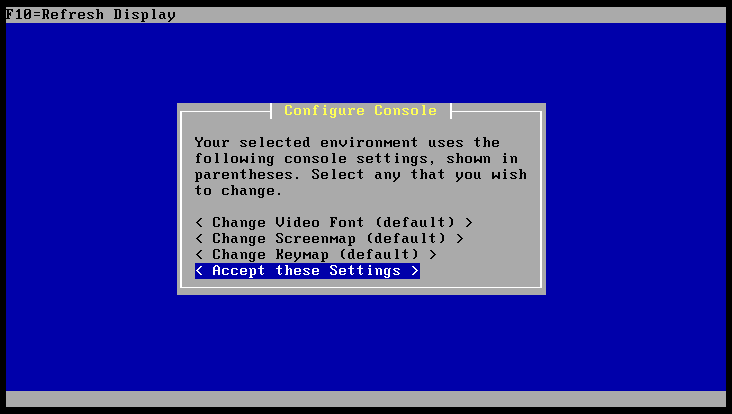 F10=Refresh Display
Configure Console
Your selected environment uses the
following console settings, shown in
parentheses. Select any that you wish
to change.
< Change Video Font (default) >
< Change Screenmap (default) >
< Change Keymap (default) >
< Accept these Settings >